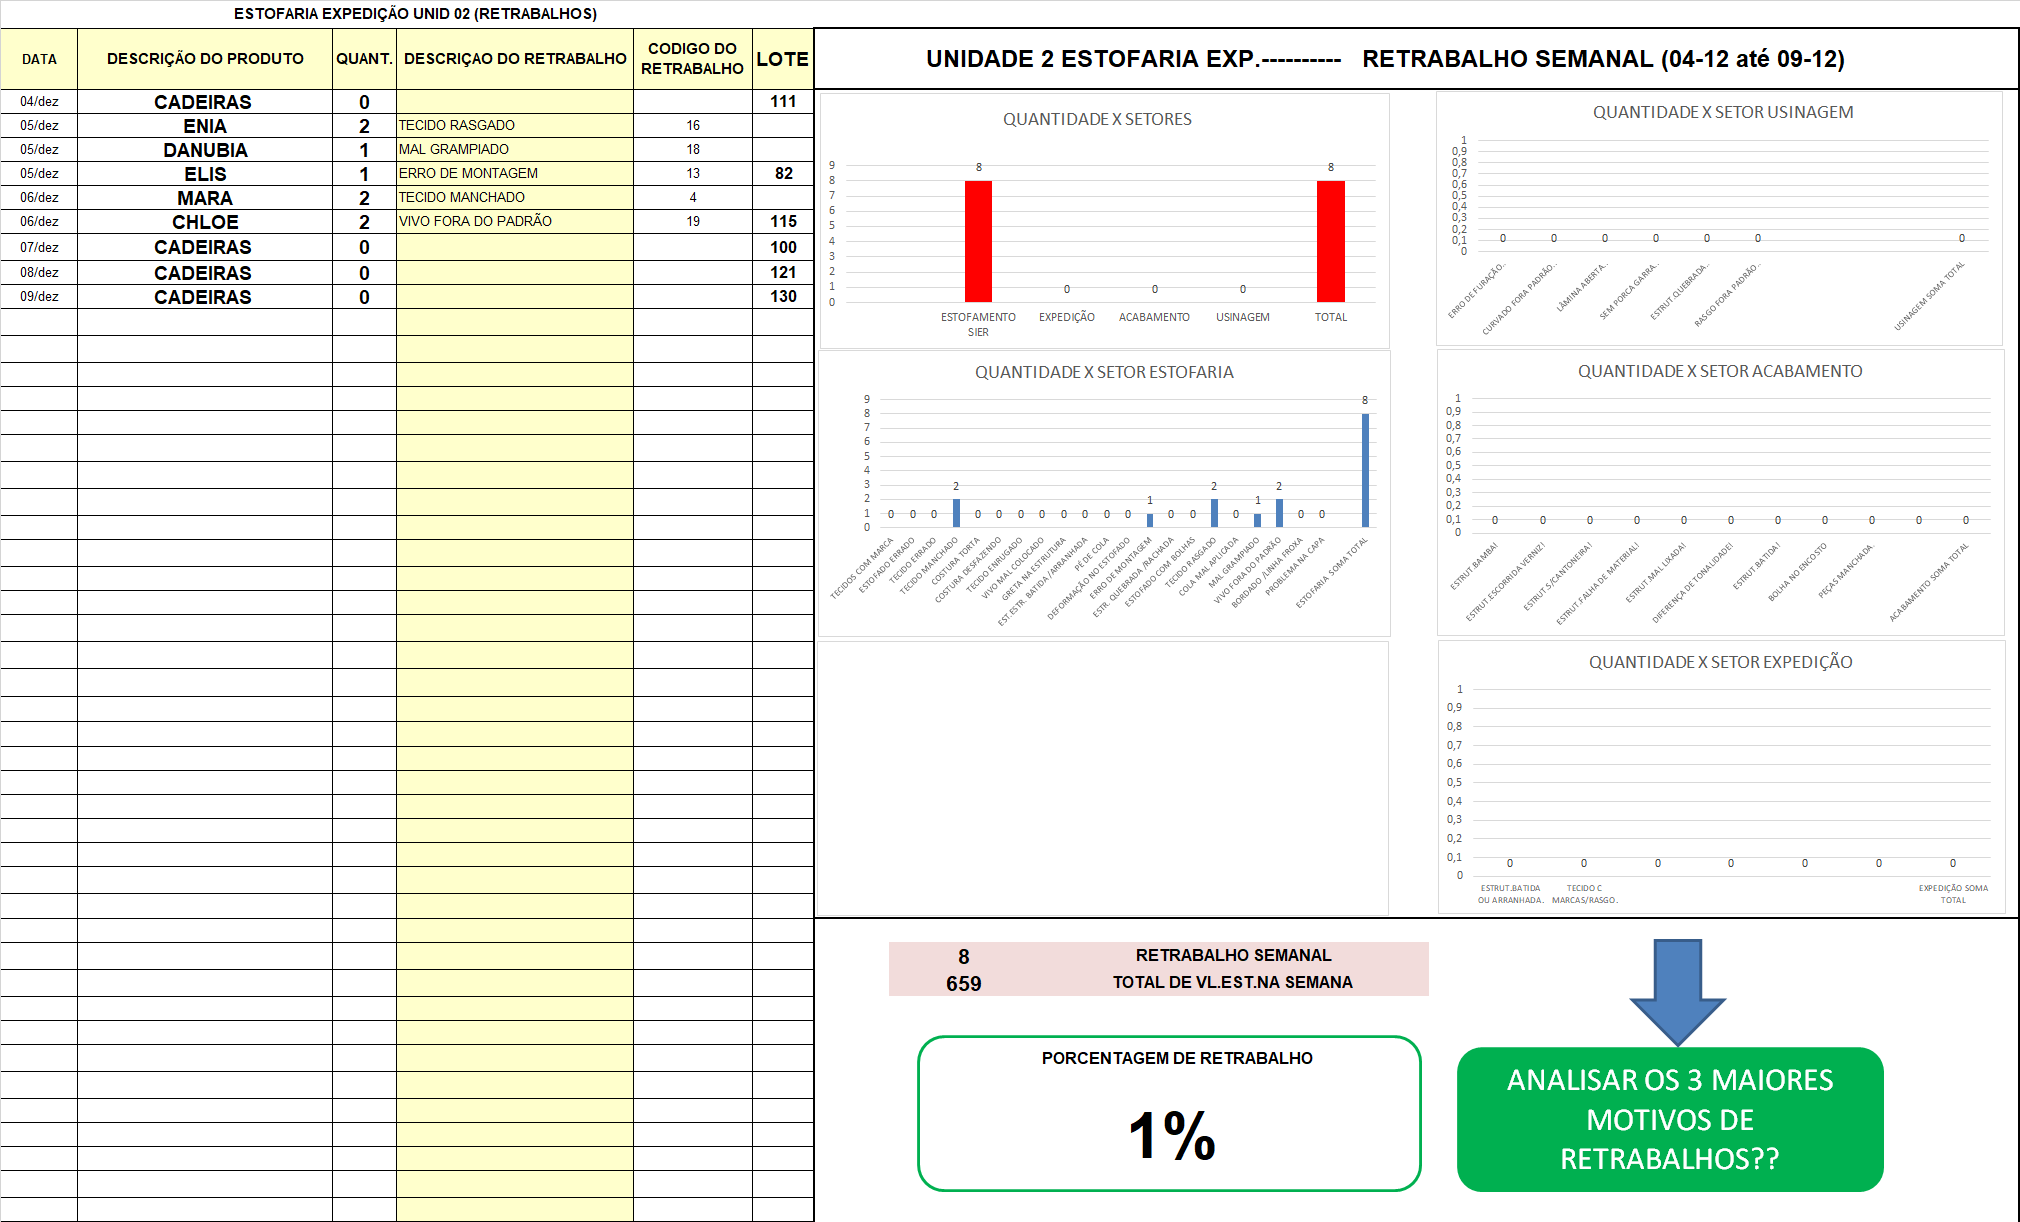 ESTOFARIA EXPEDIÇÃO UNID 02 (RETRABALHOS)
DATA DESCRIÇÃO DO PRODUTO QUANT. DESCRIÇAO DO RETRABALHO CODIGO DO RETRABALHO LOTE
04/dez CADEIRAS 0 111
05/dez ENIA 2 TECIDO RASGADO 16
05/dez DANUBIA 1 MAL GRAMPIADO 18
05/dez ELIS 1 ERRO DE MONTAGEM 13 82
06/dez MARA 2 TECIDO MANCHADO 4
06/dez CHLOE 2 VIVO FORA DO PADRÃO 19 115
07/dez CADEIRAS 0 100
08/dez CADEIRAS 0 121
09/dez CADEIRAS 0 130
UNIDADE 2 ESTOFARIA EXP.---------- RETRABALHO SEMANAL (04-12 até 09-12)
QUANTIDADE X SETORES
9
8
7
6
5
4
3
2
1
0
8 0 0 0 8
ESTOFAMENTO SIER EXPEDIÇÃO ACABAMENTO USINAGEM TOTAL
QUANTIDADE X SETOR USINAGEM
1
0,9
0,8
0,7
0,6
0,5
0,4
0,3
0,2
0,1
0
0 0 0 0 0 0 0
ERRO DE FURAÇÃO..
CURVADO FORA PADRÃO..
LÂMINA ABERTA..
SEM PORCA GARRA..
ESTRUT.QUEBRADA..
RASGO FORA PADRÃO..
USINAGEM SOMA TOTAL
QUANTIDADE X SETOR ESTOFARIA
9
8
7
6
5
4
3
2
1
0
0 0 0 2 0 0 0 0 0 0 0 0 1 0 0 2 0 1 2 0 0 8
TECIDOS COM MARCA
ESTOFADO ERRADO
TECIDO ERRADO
TECIDO MANCHADO
COSTURA TORTA
COSTURA DESFAZENDO
TECIDO ENRUGADO
VIVO MAL COLOCADO
GRETA NA ESTRUTURA
EST.ESTR. BATIDA /ARRANHADA
PÉ DE COLA
DEFORMAÇÃO NO ESTOFADO
ERRO DE MONTAGEM
ESTR. QUEBRADA /RACHADA
ESTOFADO COM BOLHAS
TECIDO RASGADO
COLA MAL APLICADA
MAL GRAMPIADO
VIVO FORA DO PADRÃO
BORDADO /LINHA FROXA
PROBLEMA NA CAPA
ESTOFARIA SOMA TOTAL
QUANTIDADE X SETOR ACABAMENTO
1
0,9
0,8
0,7
0,6
0,5
0,4
0,3
0,2
0,1
0
0 0 0 0 0 0 0 0 0 0 0
ESTRUT.BAMBA!
ESTRUT.ESCORRIDA VERNIZ!
ESTRUT.S/CANTONEIRA!
ESTRUT.FALHA DE MATERIAL!
ESTRUT.MAL LIXADA!
DIFERENÇA DE TONAUDADE!
ESTRUT.BATIDA!
BOLHA NO ENCOSTO
PEÇAS MANCHADA.
ACABAMENTO SOMA TOTAL
QUANTIDADE X SETOR EXPEDIÇÃO
1
0,9
0,8
0,7
0,6
0,5
0,4
0,3
0,2
0,1
0
0 0 0 0 0 0 0
ESTRUT.BATIDA OU ARRANHADA. TECIDO C MARCAS/RASGO. EXPEDIÇÃO SOMA TOTAL
8 RETRABALHO SEMANAL
659 TOTAL DE VL.EST.NA SEMANA
PORCENTAGEM DE RETRABALHO
1%
ANALISAR OS 3 MAIORES
MOTIVOS DE
RETRABALHOS??